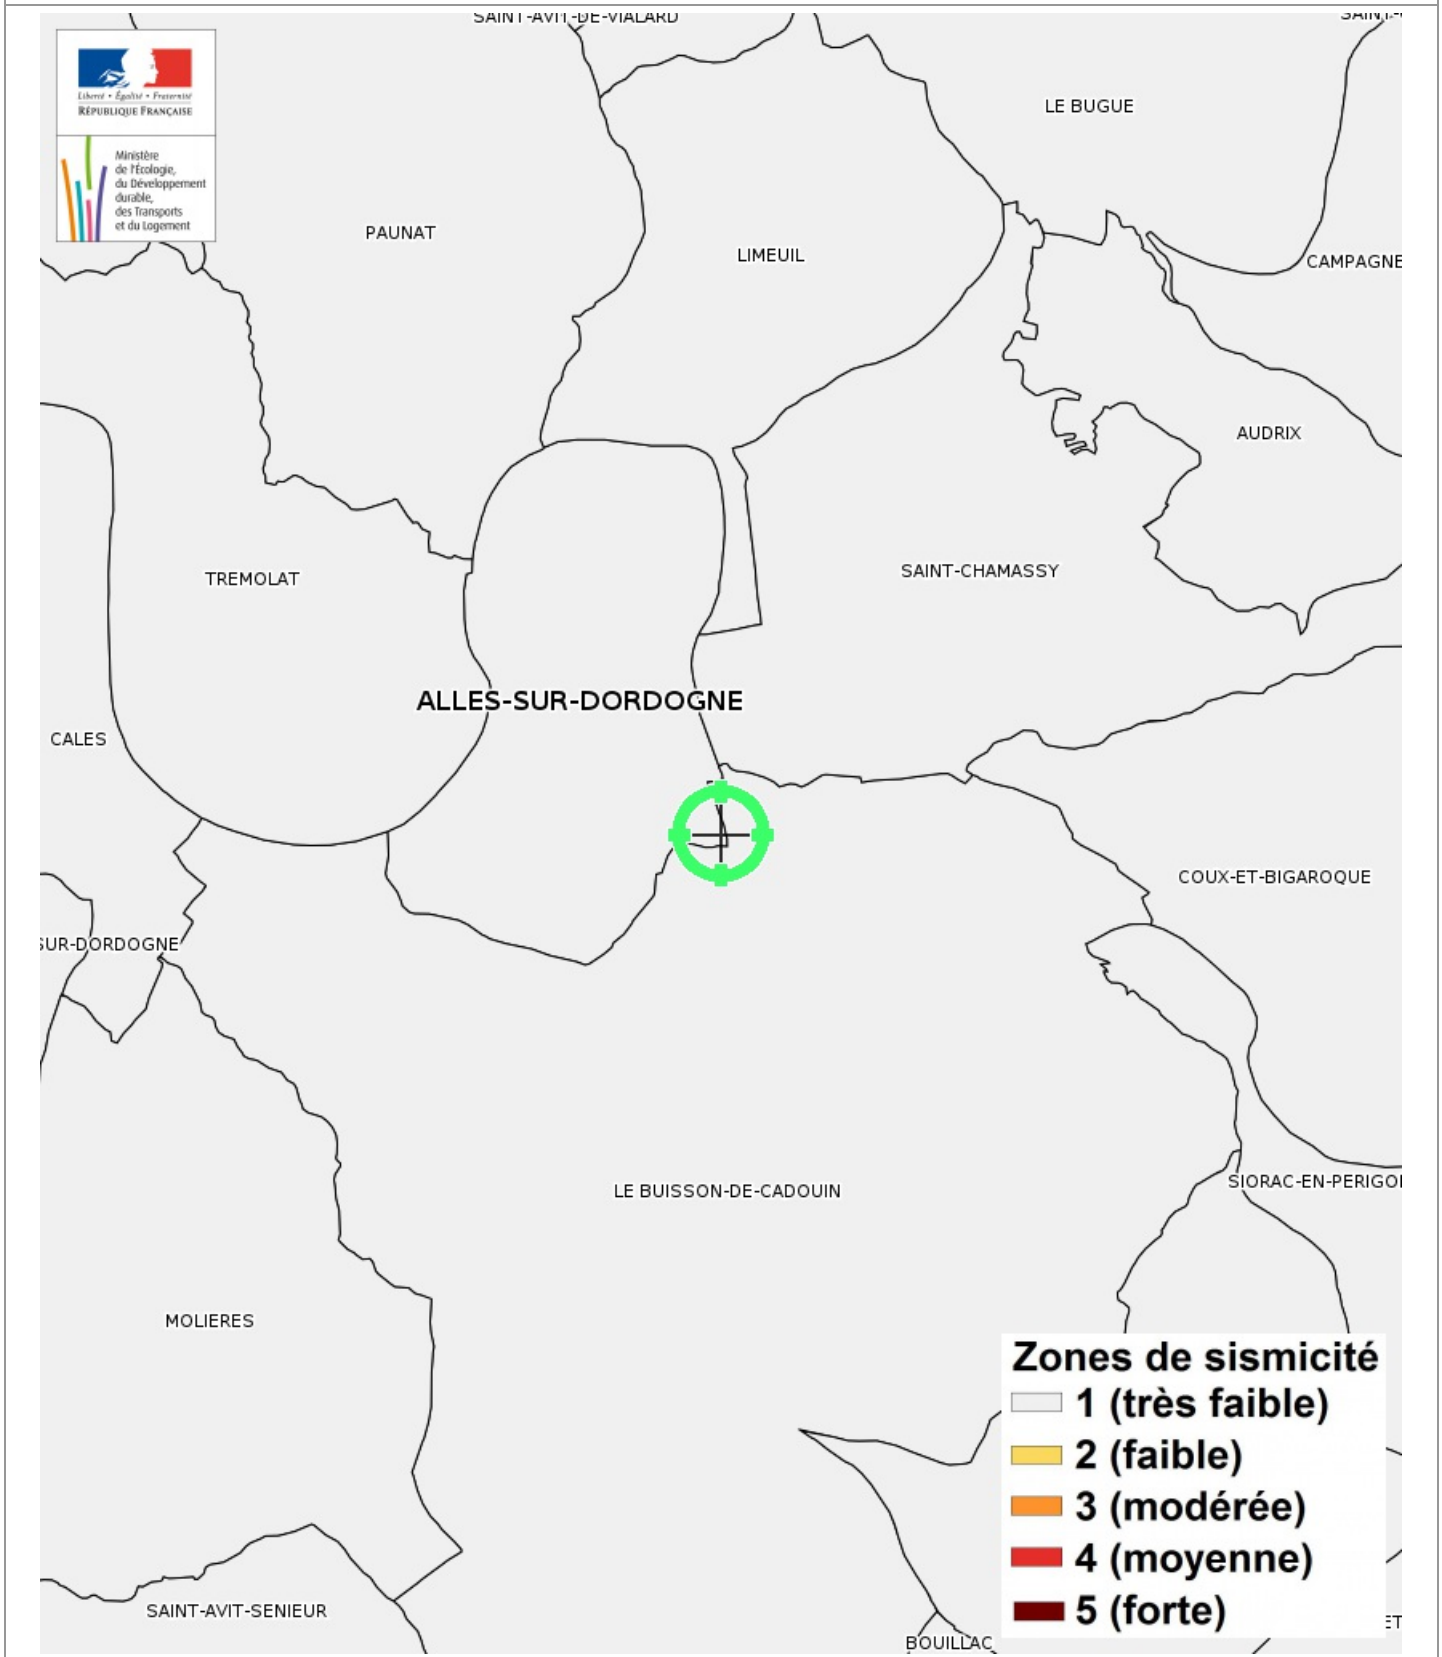 SAINT-AVIT-DE-VIALARD
Liberté • Égalité • Fraternité
RÉPUBLIQUE FRANÇAISE
Ministère
de l'Écologie,
du Développement
durable,
des Transports
et du Logement
LE BUGUE
PAUNAT
LIMEUIL
CAMPAGNE
AUDRIX
TREMOLAT
SAINT-CHAMASSY
ALLES-SUR-DORDOGNE
CALES
COUX-ET-BIGAROQUE
SUR-DORDOGNE
SIORAC-EN-PERIGO
LE BUISSON-DE-CADOUIN
MOLIERES
Zones de sismicité
1 (très faible)
2 (faible)
3 (modérée)
4 (moyenne)
5 (forte)
SAINT-AVIT-SENIEUR
BOUILLAC
ET